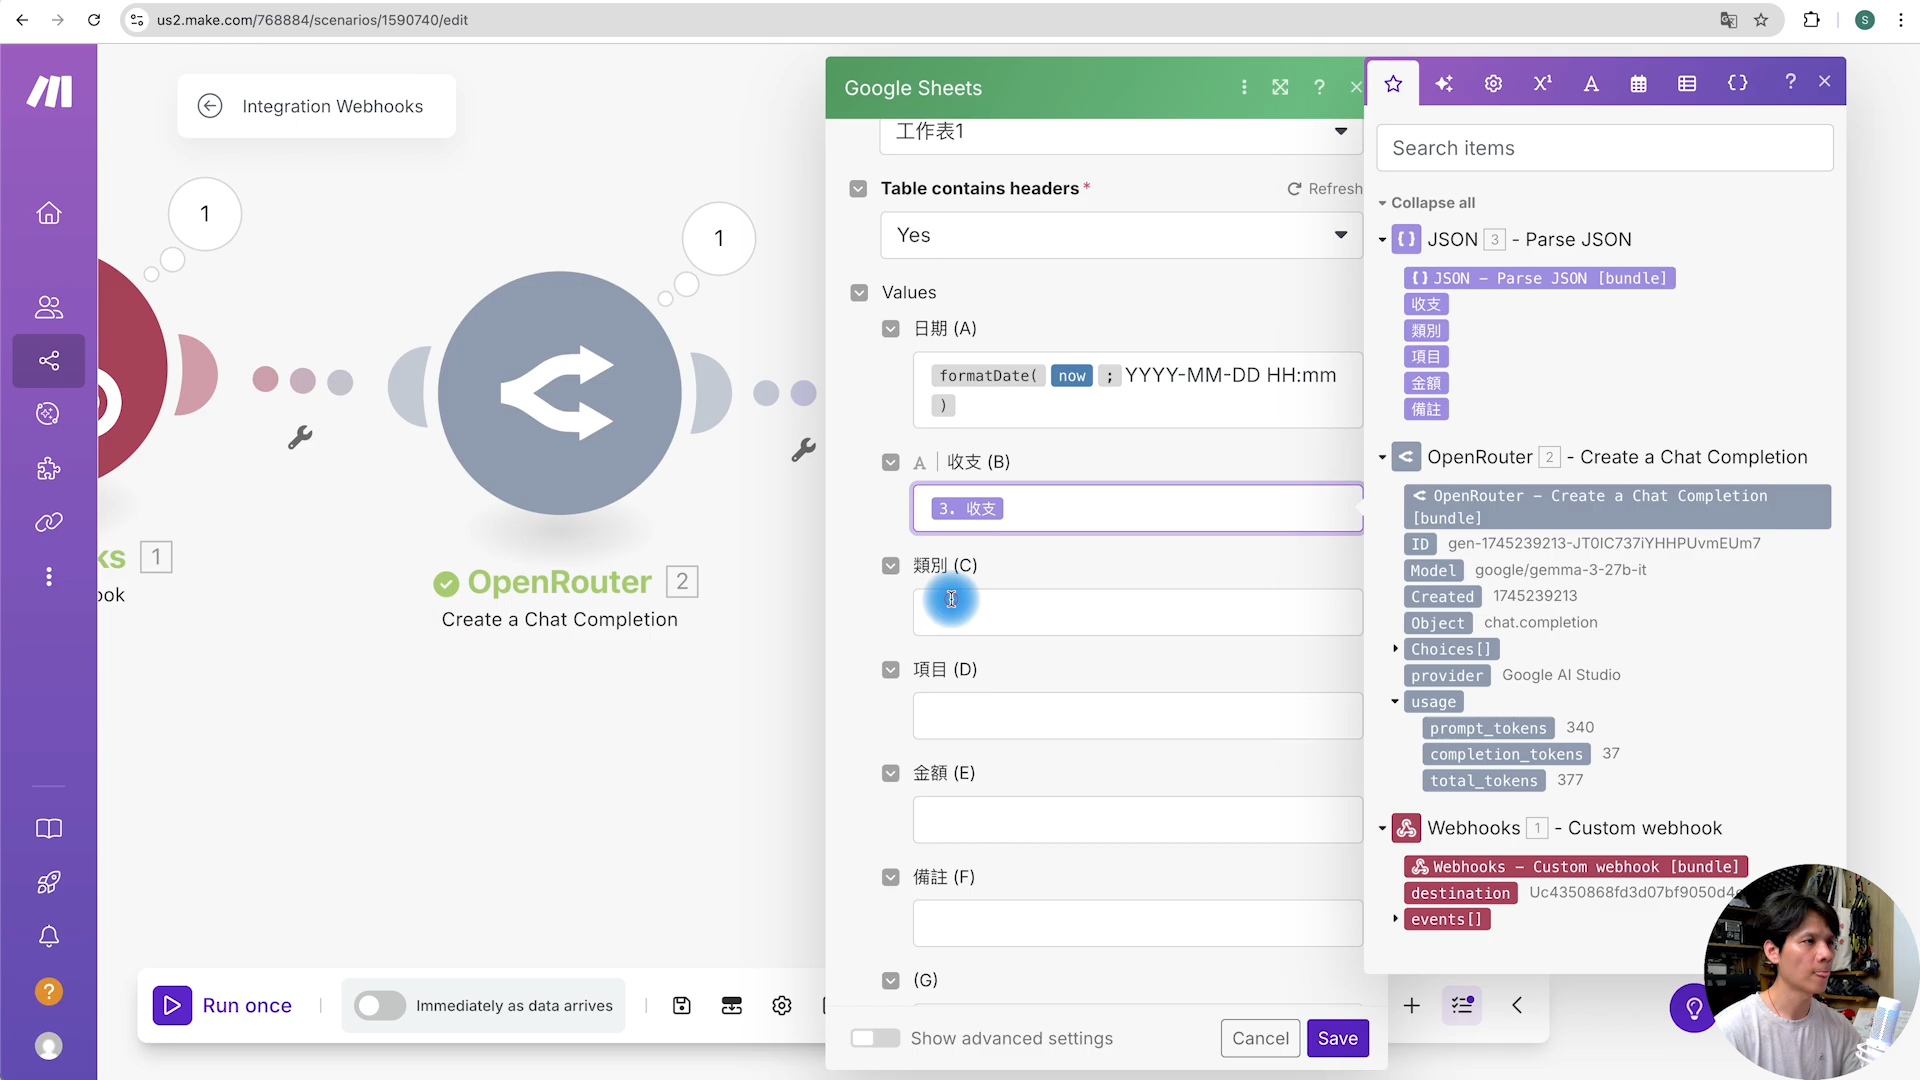 us2.make.com/768884/scenarios/1590740/edit
S
Integration Webhooks
1
1
ks 1
ook
OpenRouter 2
Create a Chat Completion
Run once
Immediately as data arrives
Google Sheets
工作表1
Table contains headers *
Refresh
Yes
Values
日期 (A)
formatDate( now ; YYYY-MM-DD HH:mm
)
A 收支 (B)
3. 收支
類別 (C)
項目 (D)
金額 (E)
備註 (F)
(G)
Show advanced settings
Cancel
Save
Search items
Collapse all
JSON 3 - Parse JSON
{} JSON - Parse JSON [bundle]
收支
類別
項目
金額
備註
OpenRouter 2 - Create a Chat Completion
OpenRouter - Create a Chat Completion
[bundle]
ID gen-1745239213-JT0IC737iYHHPUvmEUm7
Model google/gemma-3-27b-it
Created 1745239213
Object chat.completion
Choices[]
provider Google AI Studio
usage
prompt_tokens 340
completion_tokens 37
total_tokens 377
Webhooks 1 - Custom webhook
Webhooks - Custom webhook [bundle]
destination Uc4350868fd3d07bf9050d4
events[]